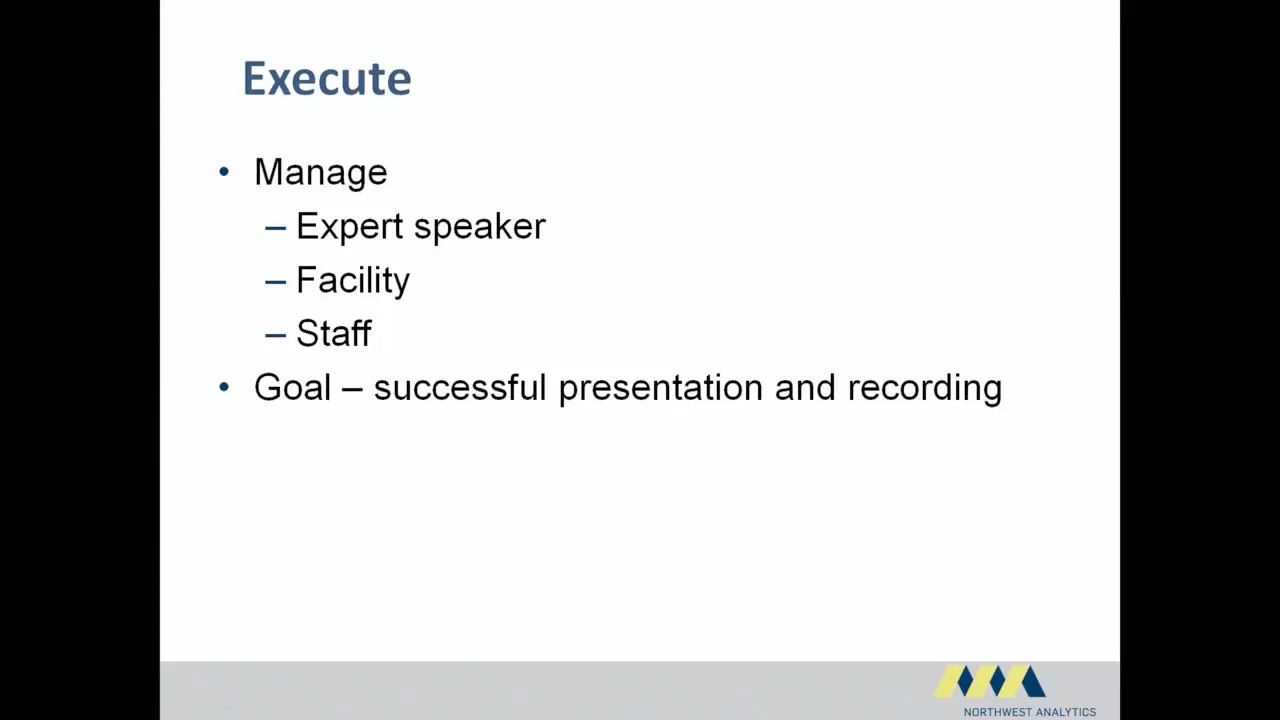 Execute
• Manage
– Expert speaker
– Facility
– Staff
• Goal – successful presentation and recording
NORTHWEST ANALYTICS